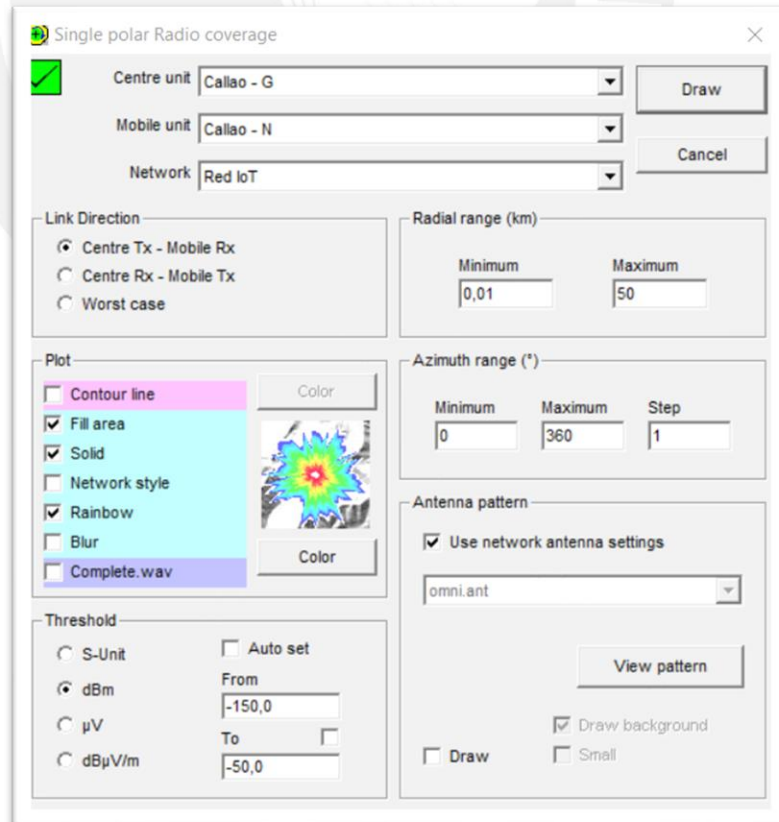 Single polar Radio coverage
Centre unit Callao - G Draw
Mobile unit Callao - N
Cancel
Network Red IoT
Link Direction
Centre Tx - Mobile Rx
Centre Rx - Mobile Tx
Worst case
Radial range (km)
Minimum Maximum
0,01 50
Plot
Contour line
Fill area
Solid
Network style
Rainbow
Blur
Complete.wav
Color
Color
Azimuth range (°)
Minimum Maximum Step
0 360 1
Antenna pattern
Use network antenna settings
omni.ant
View pattern
Draw background
Draw Small
Threshold
S-Unit
dBm
µV
dBµV/m
Auto set
From
-150,0
To
-50,0